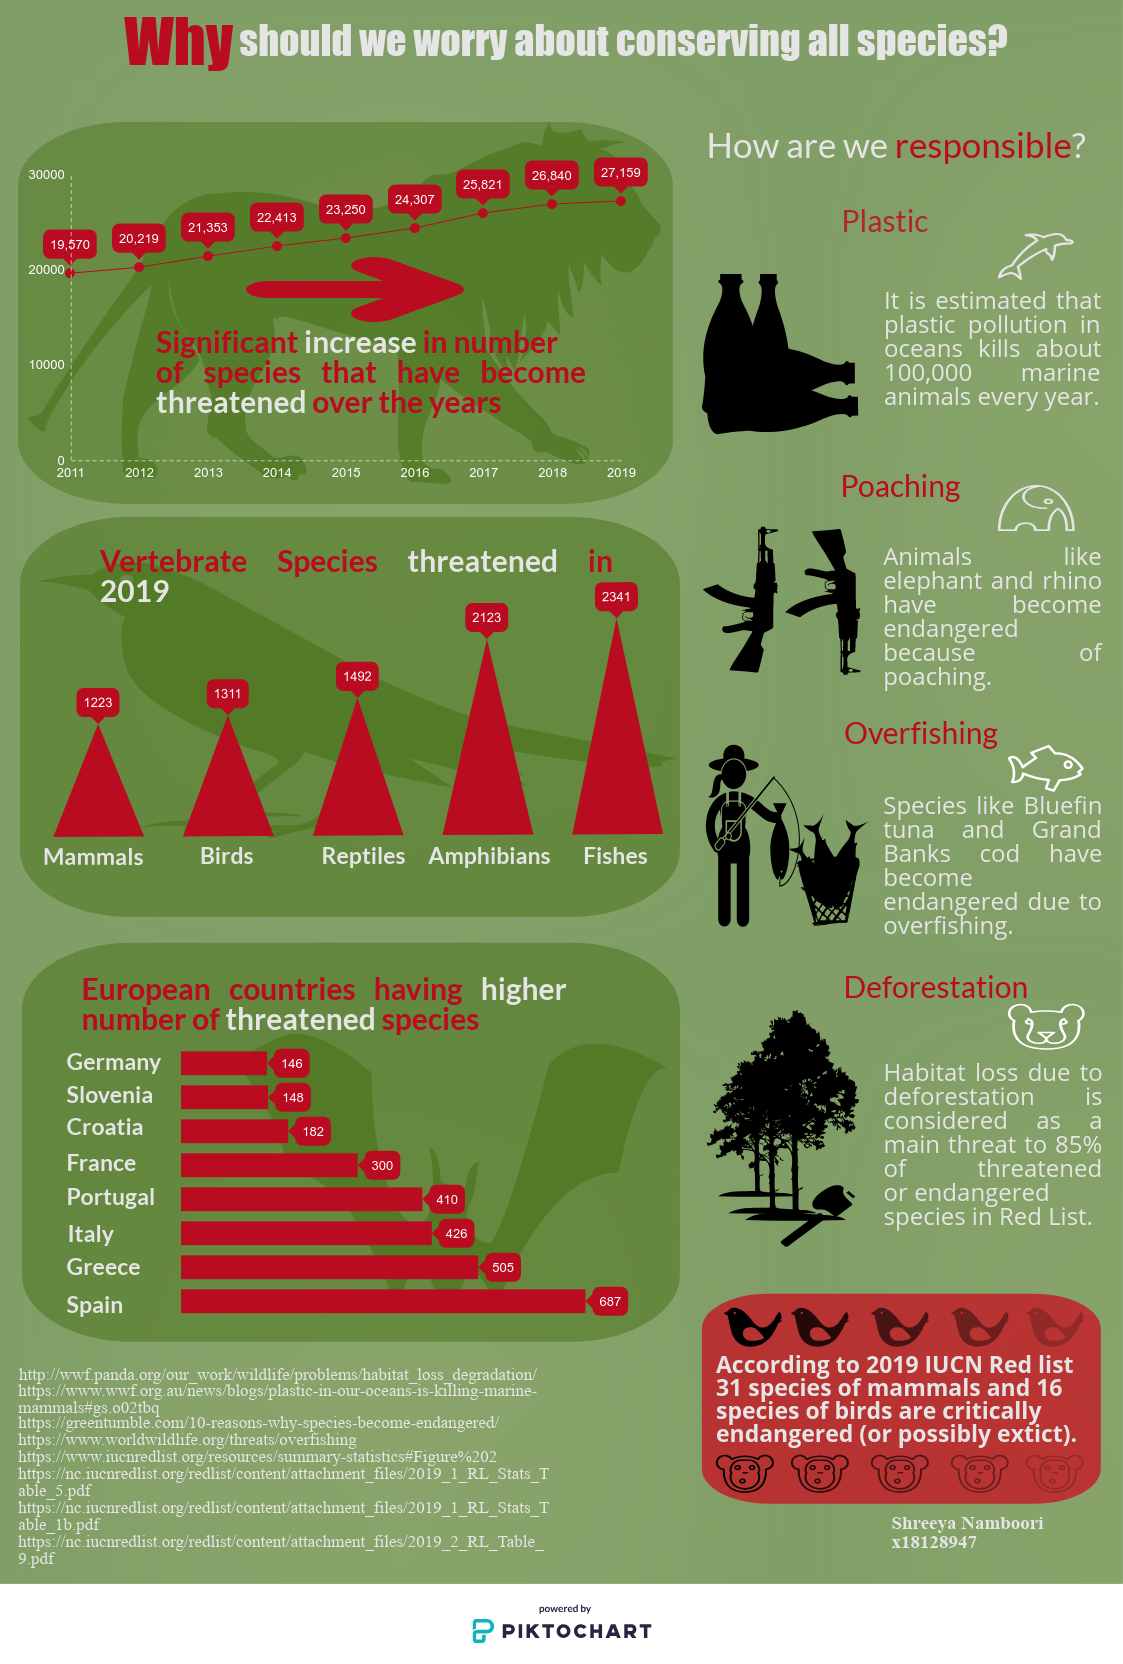 Why should we worry about conserving all species?
30000
20000
10000
0
19,570
20,219
21,353
22,413
23,250
24,307
25,821
26,840
27,159
Significant increase in number
of species that have become
threatened over the years
2011 2012 2013 2014 2015 2016 2017 2018 2019
Vertebrate Species threatened in
2019
1223
1311
1492
2123
2341
Mammals Birds Reptiles Amphibians Fishes
European countries having higher
number of threatened species
Germany 146
Slovenia 148
Croatia 182
France 300
Portugal 410
Italy 426
Greece 505
Spain 687
http://wwf.panda.org/our_work/wildlife/problems/habitat_loss_degradation/
https://www.wwf.org.au/news/blogs/plastic-in-our-oceans-is-killing-marine-
mammals#gs.o02tbq
https://greentumble.com/10-reasons-why-species-become-endangered/
https://www.worldwildlife.org/threats/overfishing
https://www.iucnredlist.org/resources/summary-statistics#Figure%202
https://nc.iucnredlist.org/redlist/content/attachment_files/2019_1_RL_Stats_T
able_5.pdf
https://nc.iucnredlist.org/redlist/content/attachment_files/2019_1_RL_Stats_T
able_1b.pdf
https://nc.iucnredlist.org/redlist/content/attachment_files/2019_2_RL_Table_
9.pdf
How are we responsible?
Plastic
It is estimated that
plastic pollution in
oceans kills about
100,000 marine
animals every year.
Poaching
Animals like
elephant and rhino
have become
endangered
because of
poaching.
Overfishing
Species like Bluefin
tuna and Grand
Banks cod have
become
endangered due to
overfishing.
Deforestation
Habitat loss due to
deforestation is
considered as a
main threat to 85%
of threatened
or endangered
species in Red List.
According to 2019 IUCN Red list
31 species of mammals and 16
species of birds are critically
endangered (or possibly extict).
Shreeya Namboori
x18128947
powered by
PIKTOCHART